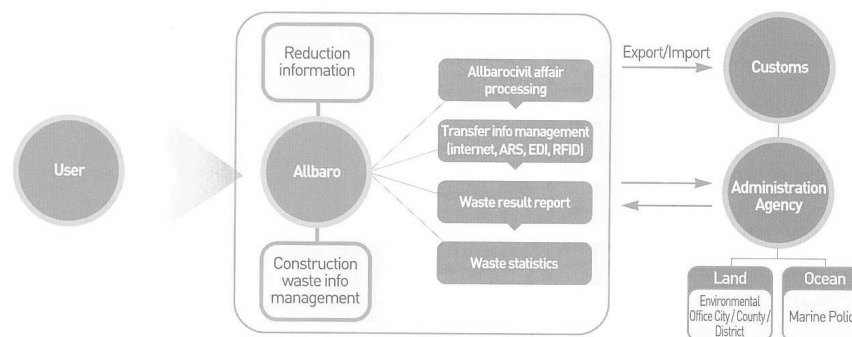 User
Reduction
information
Allbaro
Construction
waste info
management
Allbarocivil affair
processing
Transfer info management
(internet, ARS, EDI, RFID)
Waste result report
Waste statistics
Export/Import
Customs
Administration
Agency
Land
Environmental
Office City / County /
District
Ocean
Marine Polic